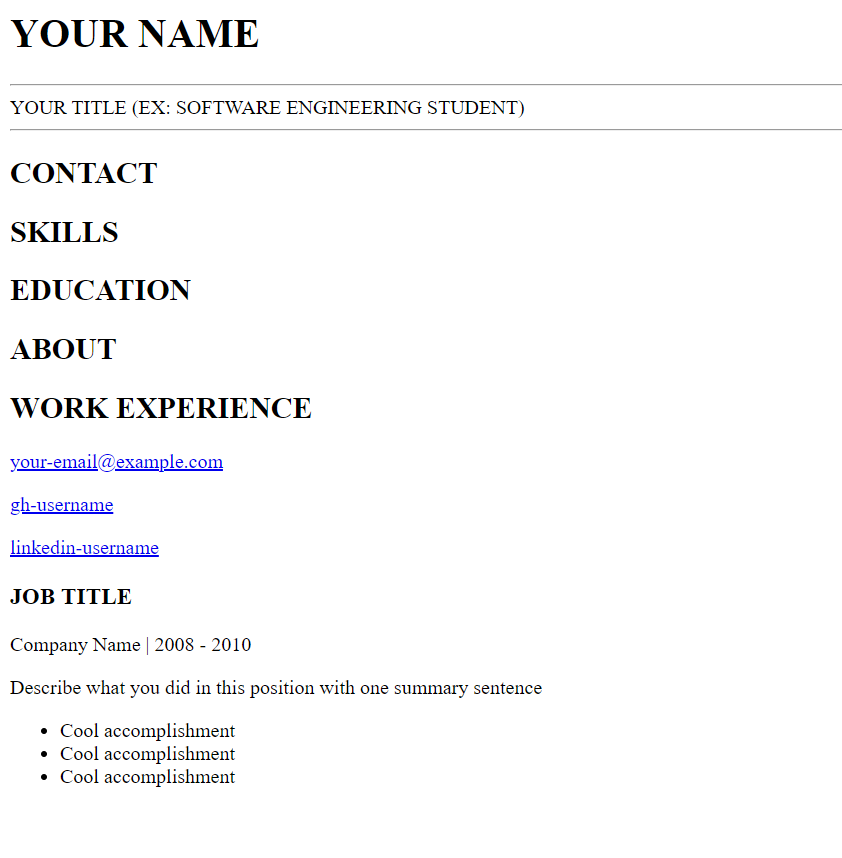 YOUR NAME
YOUR TITLE (EX: SOFTWARE ENGINEERING STUDENT)
CONTACT
SKILLS
EDUCATION
ABOUT
WORK EXPERIENCE
your-email@example.com
gh-username
linkedin-username
JOB TITLE
Company Name | 2008 - 2010
Describe what you did in this position with one summary sentence
• Cool accomplishment
• Cool accomplishment
• Cool accomplishment